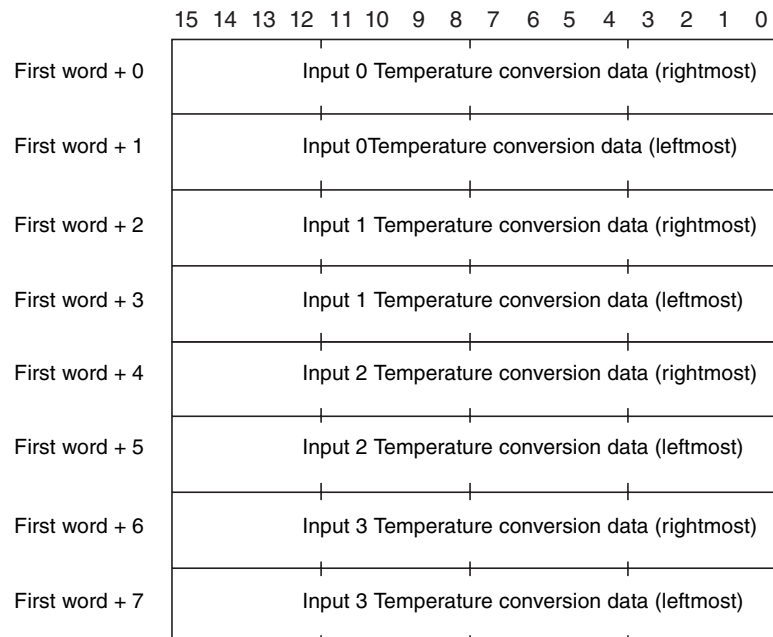 15 14 13 12 11 10 9 8 7 6 5 4 3 2 1 0
First word + 0 Input 0 Temperature conversion data (rightmost)
First word + 1 Input 0Temperature conversion data (leftmost)
First word + 2 Input 1 Temperature conversion data (rightmost)
First word + 3 Input 1 Temperature conversion data (leftmost)
First word + 4 Input 2 Temperature conversion data (rightmost)
First word + 5 Input 2 Temperature conversion data (leftmost)
First word + 6 Input 3 Temperature conversion data (rightmost)
First word + 7 Input 3 Temperature conversion data (leftmost)